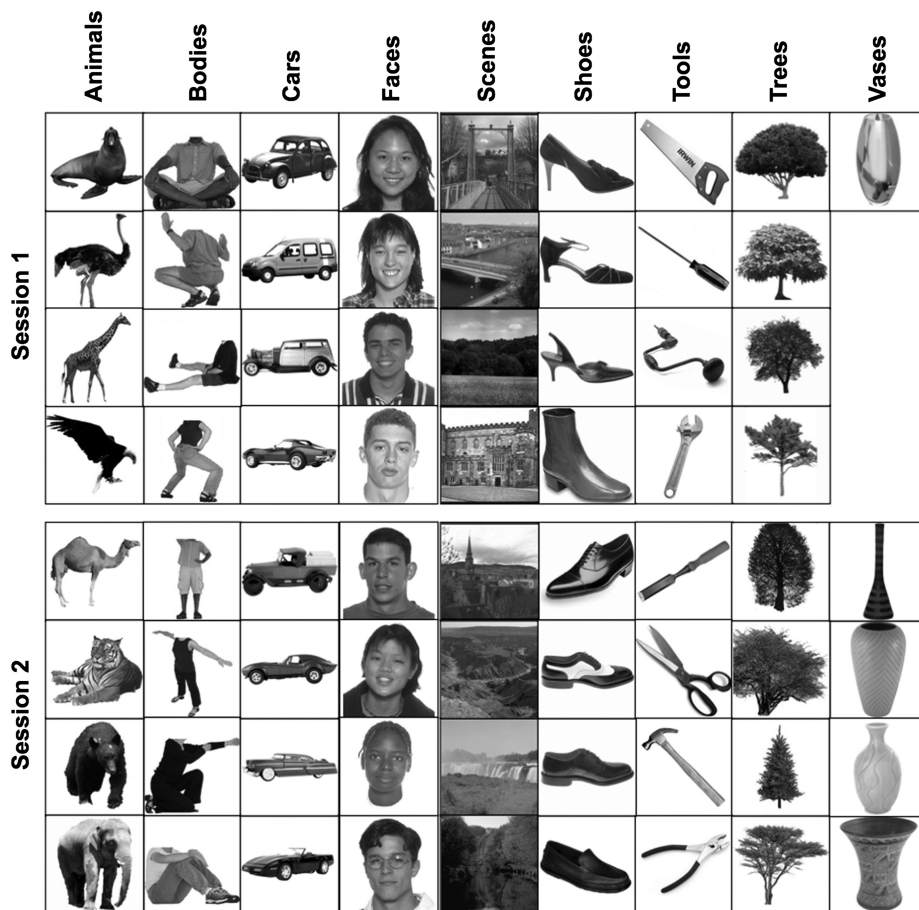 Animals
Bodies
Cars
Faces
Scenes
Shoes
Tools
Trees
Vases
Session 1
IRWIN
Session 2